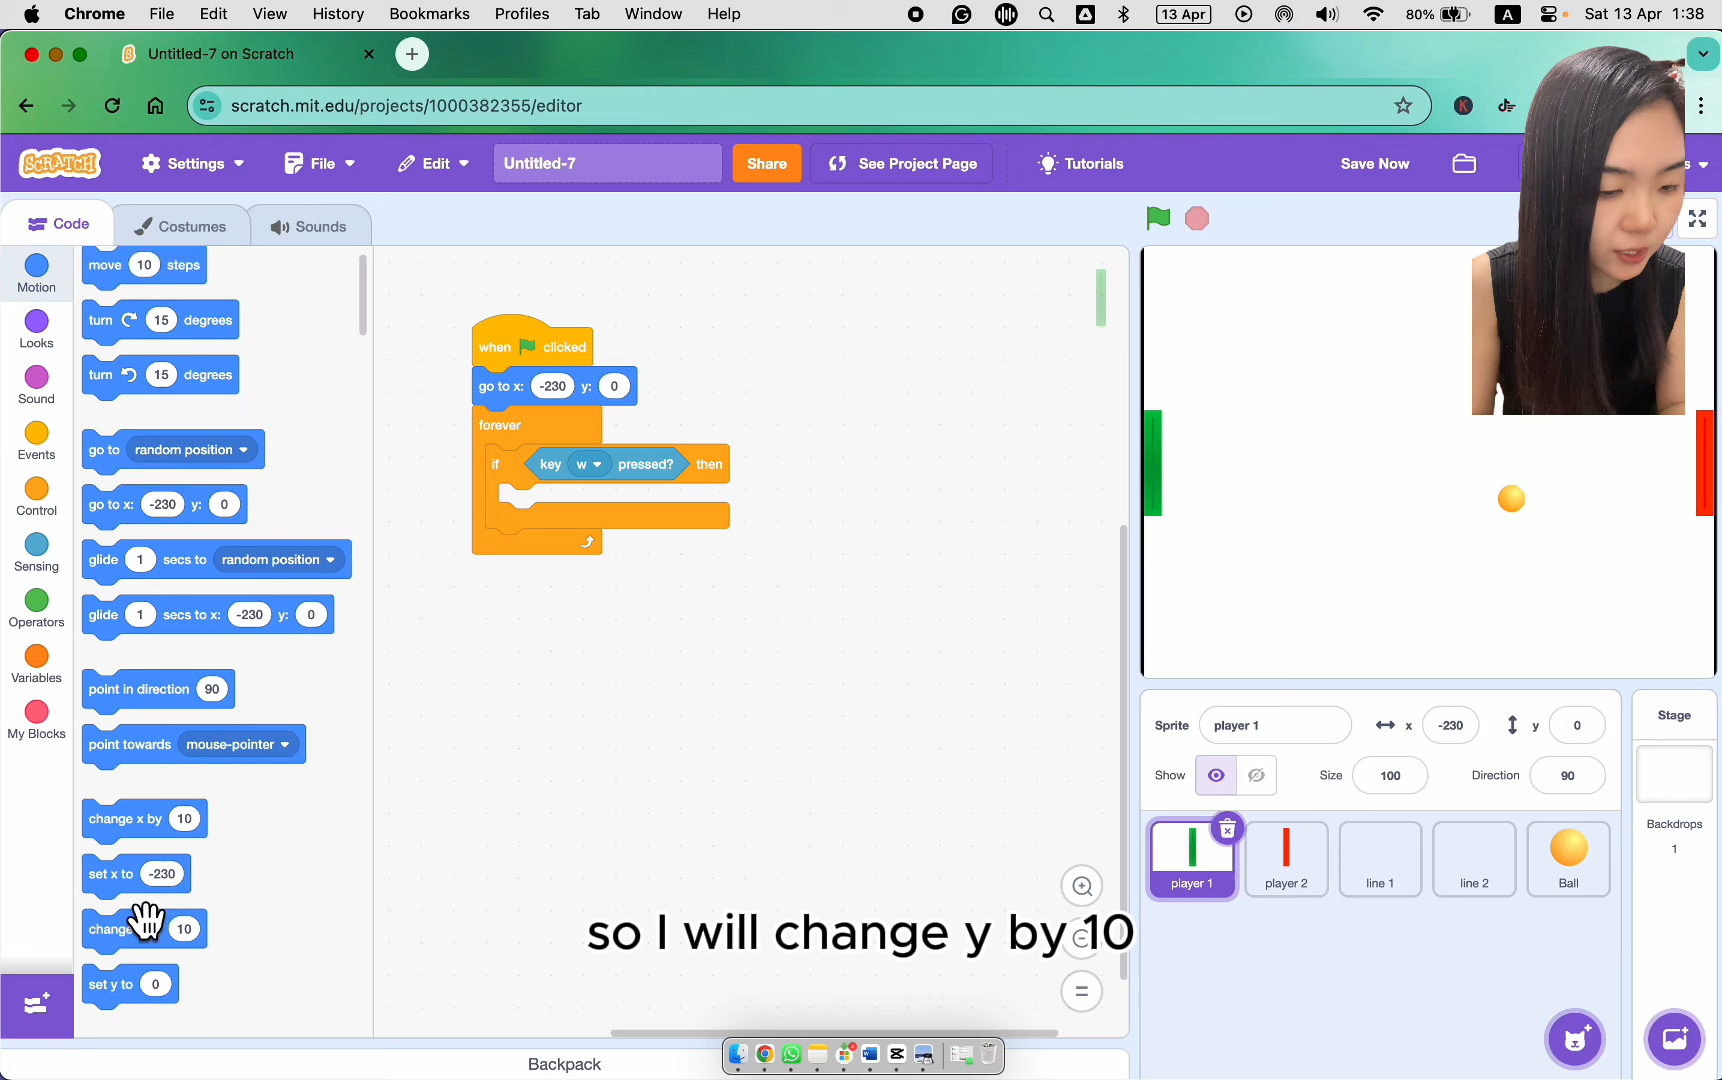 Chrome File Edit View History Bookmarks Profiles Tab Window Help 13 Apr 80% A Sat 13 Apr 1:38
Untitled-7 on Scratch
scratch.mit.edu/projects/1000382355/editor
SCRATCH Settings File Edit Untitled-7 Share See Project Page Tutorials Save Now
Code Costumes Sounds
Motion
Looks
Sound
Events
Control
Sensing
Operators
Variables
My Blocks
move 10 steps
turn 15 degrees
turn 15 degrees
go to random position
go to x: -230 y: 0
glide 1 secs to random position
glide 1 secs to x: -230 y: 0
point in direction 90
point towards mouse-pointer
change x by 10
set x to -230
change 10
set y to 0
when clicked
go to x: -230 y: 0
forever
if key w pressed? then
so I will change y by 10
Backpack
Sprite player 1 x -230 y 0
Show Size 100 Direction 90
player 1 player 2 line 1 line 2 Ball
Stage
Backdrops
1